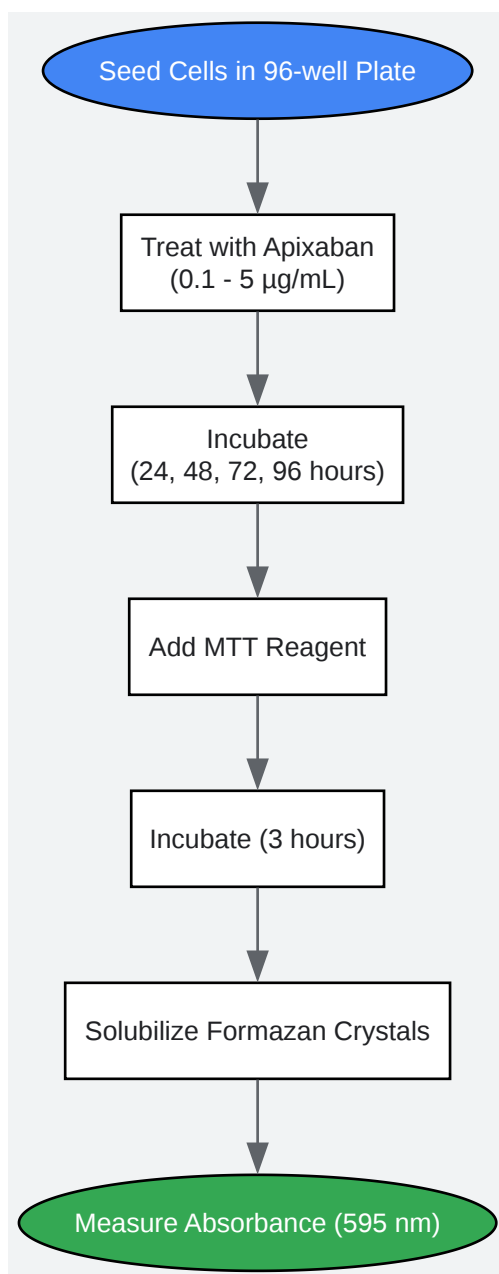 Seed Cells in 96-well Plate
Treat with Apixaban
(0.1 - 5 µg/mL)
Incubate
(24, 48, 72, 96 hours)
Add MTT Reagent
Incubate (3 hours)
Solubilize Formazan Crystals
Measure Absorbance (595 nm)